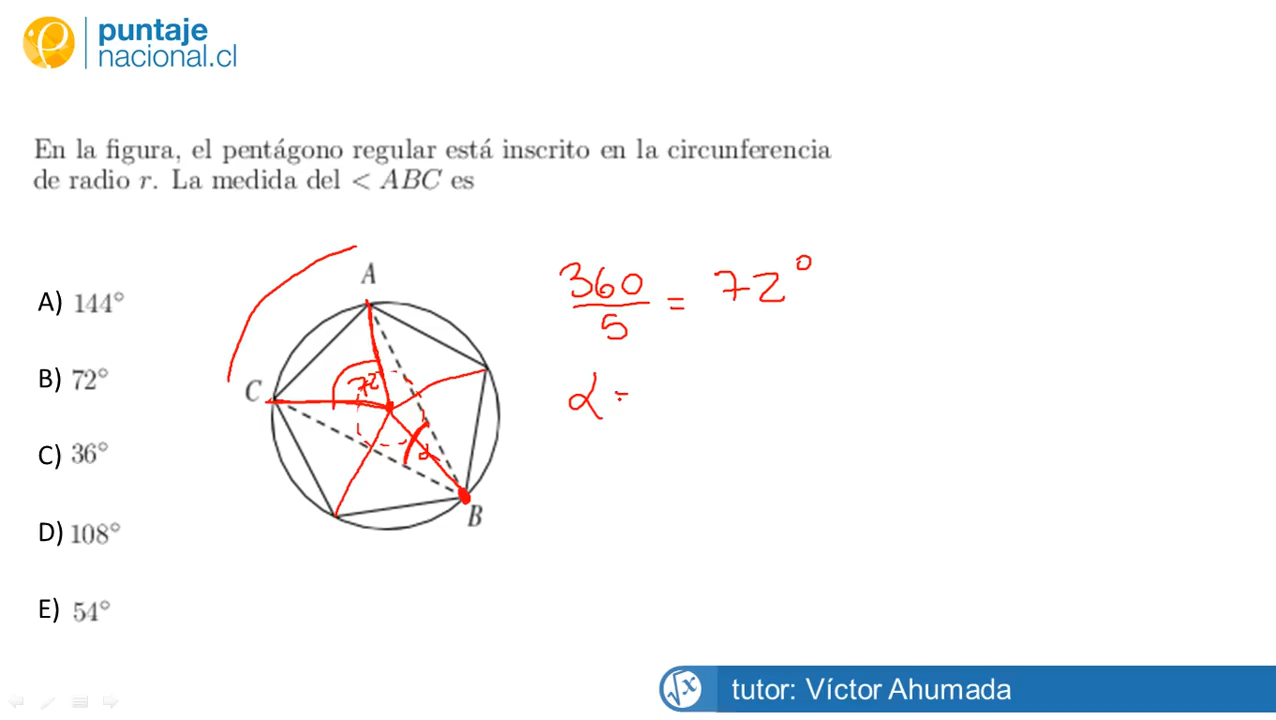 puntaje
nacional.cl
En la figura, el pentágono regular está inscrito en la circunferencia
de radio r. La medida del < ABC es
A) 144°
B) 72°
C) 36°
D) 108°
E) 54°
A
C
B
72
α
360/5 = 72°
α =
√x
tutor: Víctor Ahumada